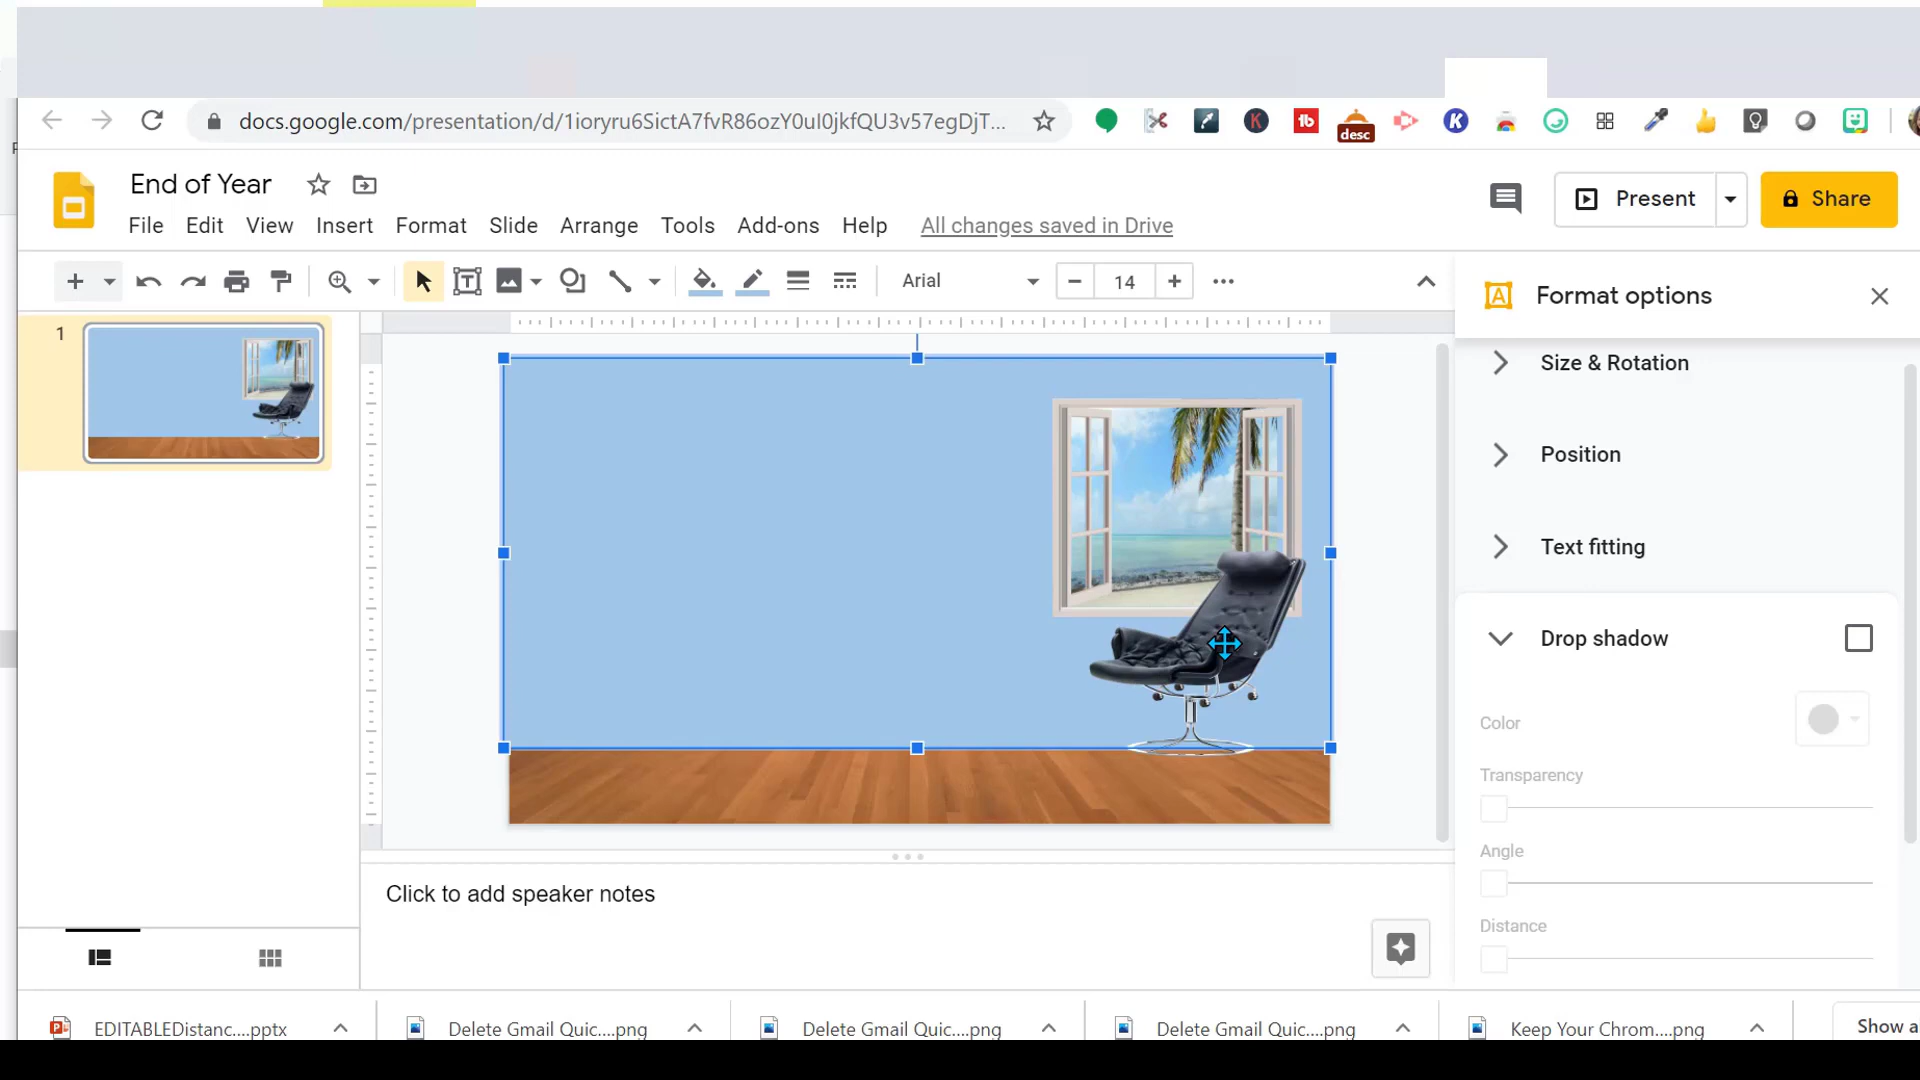 docs.google.com/presentation/d/1ioryru6SictA7fvR86ozY0uI0jkfQU3v57egDjT...
desc
End of Year
File Edit View Insert Format Slide Arrange Tools Add-ons Help All changes saved in Drive
Present
Share
Arial
14
Format options
1
Size & Rotation
Position
Text fitting
Drop shadow
Color
Transparency
Angle
Distance
Click to add speaker notes
EDITABLEDistanc....pptx
Delete Gmail Quic....png
Delete Gmail Quic....png
Delete Gmail Quic....png
Keep Your Chrom....png
Show a